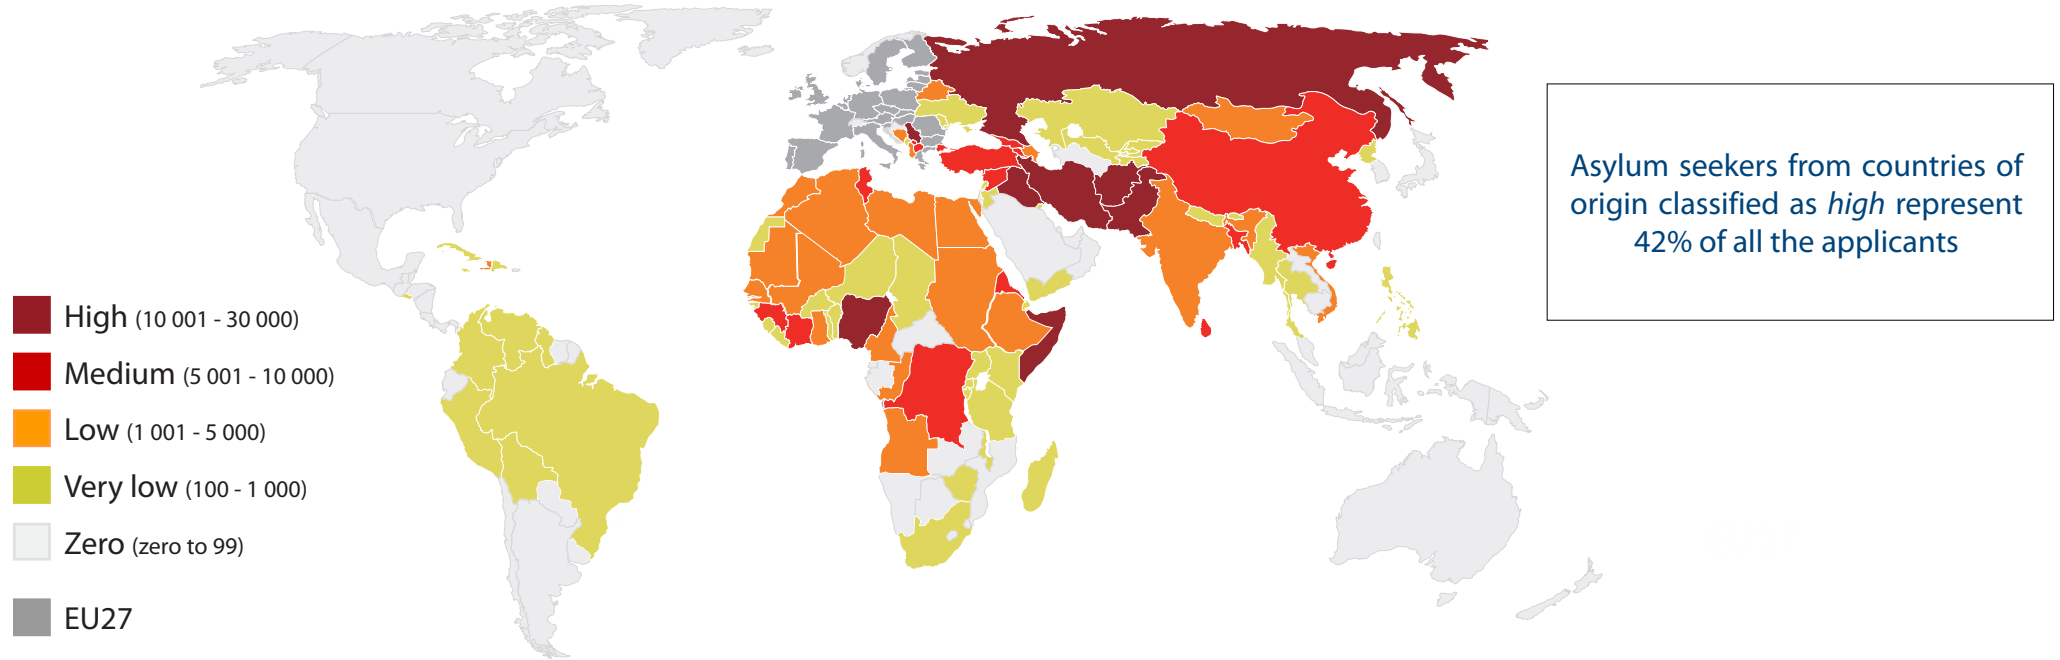 High (10 001 - 30 000)
Medium (5 001 - 10 000)
Low (1 001 - 5 000)
Very low (100 - 1 000)
Zero (zero to 99)
EU27
Asylum seekers from countries of
origin classified as high represent
42% of all the applicants